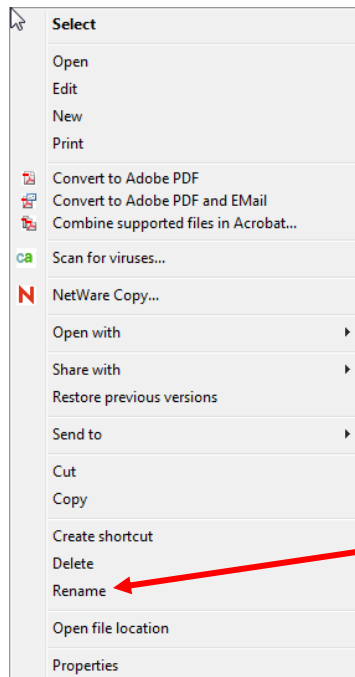 Select
Open
Edit
New
Print
Convert to Adobe PDF
Convert to Adobe PDF and EMail
Combine supported files in Acrobat...
ca Scan for viruses...
N NetWare Copy...
Open with
Share with
Restore previous versions
Send to
Cut
Copy
Create shortcut
Delete
Rename
Open file location
Properties